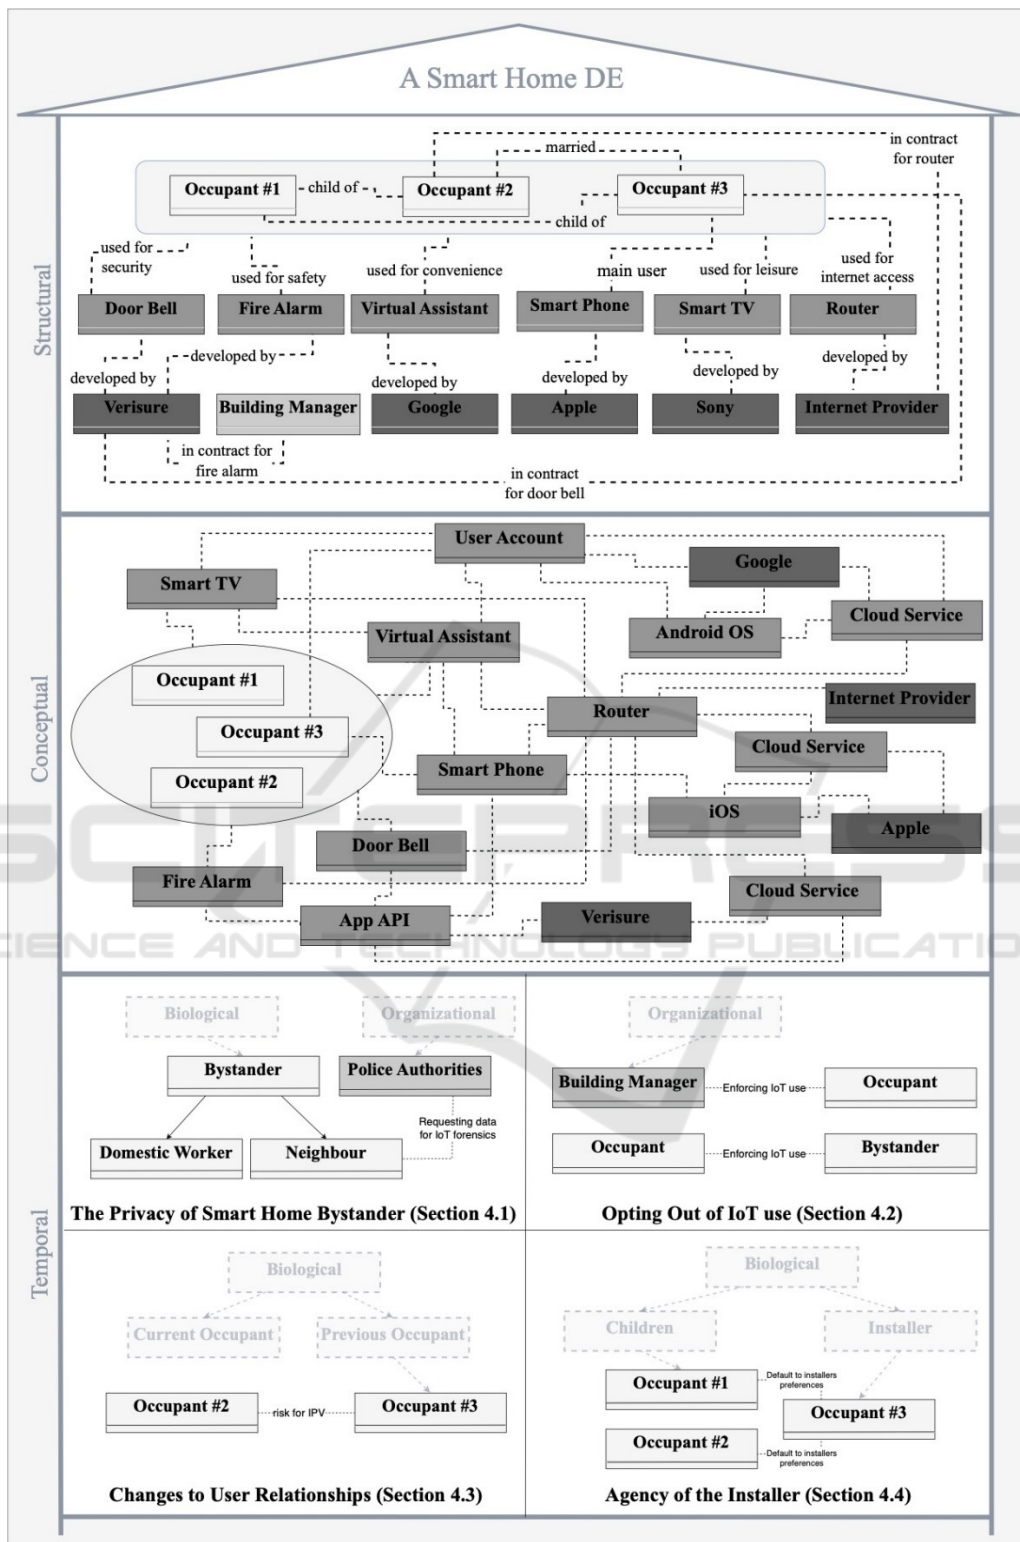 A Smart Home DE
Structural
in contract
for router
married
Occupant #1
child of
Occupant #2
Occupant #3
child of
used for
security
used for safety
used for convenience
main user
used for leisure
used for
internet access
Door Bell
Fire Alarm
Virtual Assistant
Smart Phone
Smart TV
Router
developed by
developed by
developed by
developed by
developed by
developed by
Verisure
Building Manager
Google
Apple
Sony
Internet Provider
in contract for
fire alarm
in contract
for door bell
Conceptual
User Account
Google
Smart TV
Cloud Service
Virtual Assistant
Android OS
Occupant #1
Internet Provider
Router
Occupant #3
Cloud Service
Smart Phone
Occupant #2
iOS
Apple
Door Bell
Fire Alarm
Cloud Service
App API
Verisure
SCITEPRESS
SCIENCE AND TECHNOLOGY PUBLICATIO
Temporal
Biological
Organizational
Bystander
Police Authorities
Requesting data
for IoT forensics
Domestic Worker
Neighbour
The Privacy of Smart Home Bystander (Section 4.1)
Organizational
Building Manager
Enforcing IoT use
Occupant
Occupant
Enforcing IoT use
Bystander
Opting Out of IoT use (Section 4.2)
Biological
Current Occupant
Previous Occupant
Occupant #2
risk for IPV
Occupant #3
Changes to User Relationships (Section 4.3)
Biological
Children
Installer
Occupant #1
Default to installers
preferences
Occupant #3
Occupant #2
Default to installers
preferences
Agency of the Installer (Section 4.4)